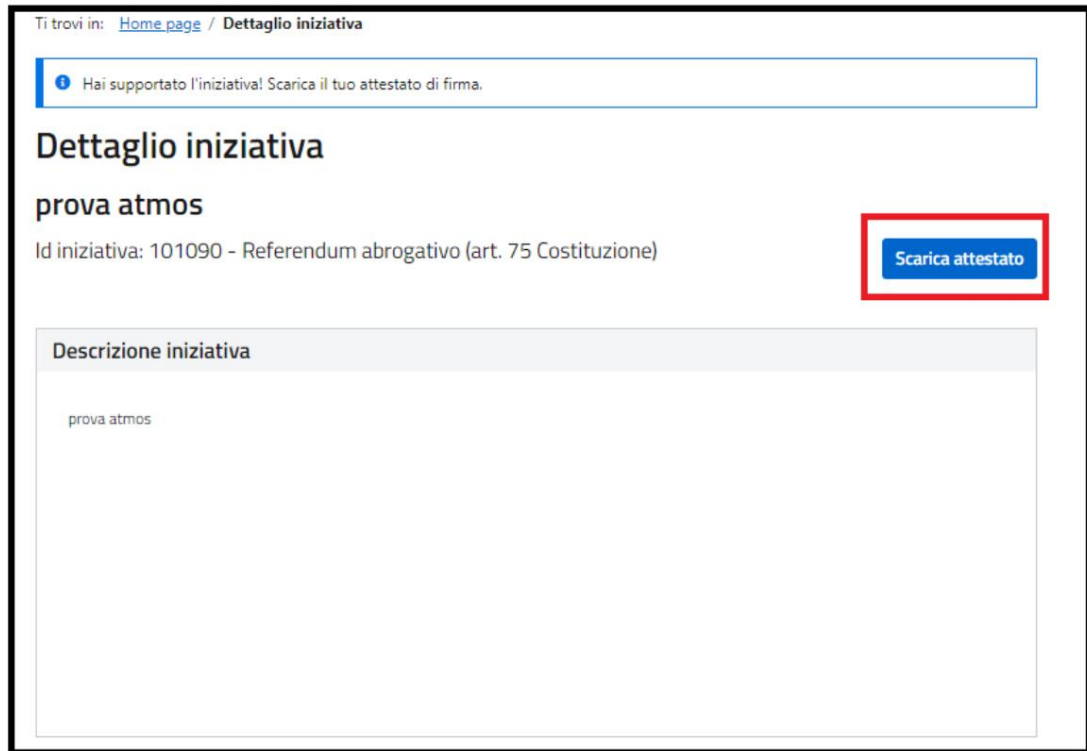 Ti trovi in: Home page / Dettaglio iniziativa
Hai supportato l'iniziativa! Scarica il tuo attestato di firma.
Dettaglio iniziativa
prova atmos
Id iniziativa: 101090 - Referendum abrogativo (art. 75 Costituzione)
Scarica attestato
Descrizione iniziativa
prova atmos